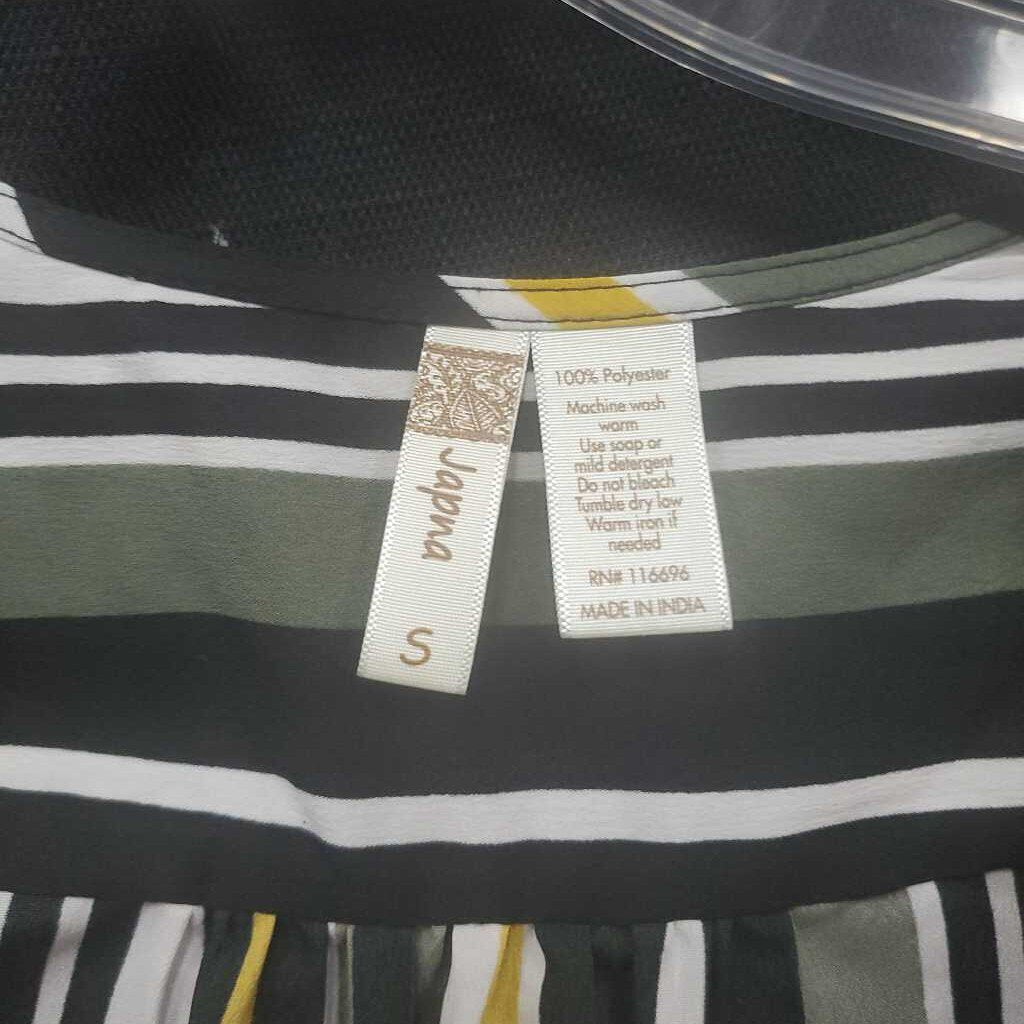 Japna
S
100% Polyester
Machine wash
warm
Use soap or
mild detergent
Do not bleach
Tumble dry low
Warm iron if
needed
RN# 116696
MADE IN INDIA